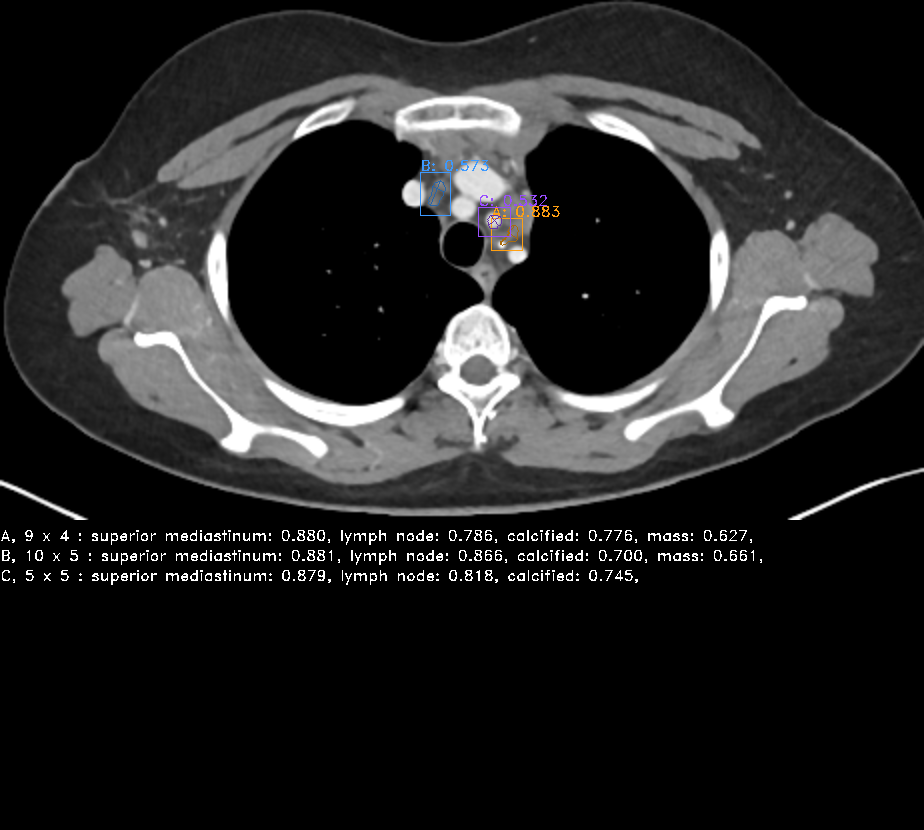 B: 0.573
A: 0.883
A, 9 x 4 : superior mediastinum: 0.880, lymph node: 0.786, calcified: 0.776, mass: 0.627,
B, 10 x 5 : superior mediastinum: 0.881, lymph node: 0.866, calcified: 0.700, mass: 0.661,
C, 5 x 5 : superior mediastinum: 0.879, lymph node: 0.818, calcified: 0.745,